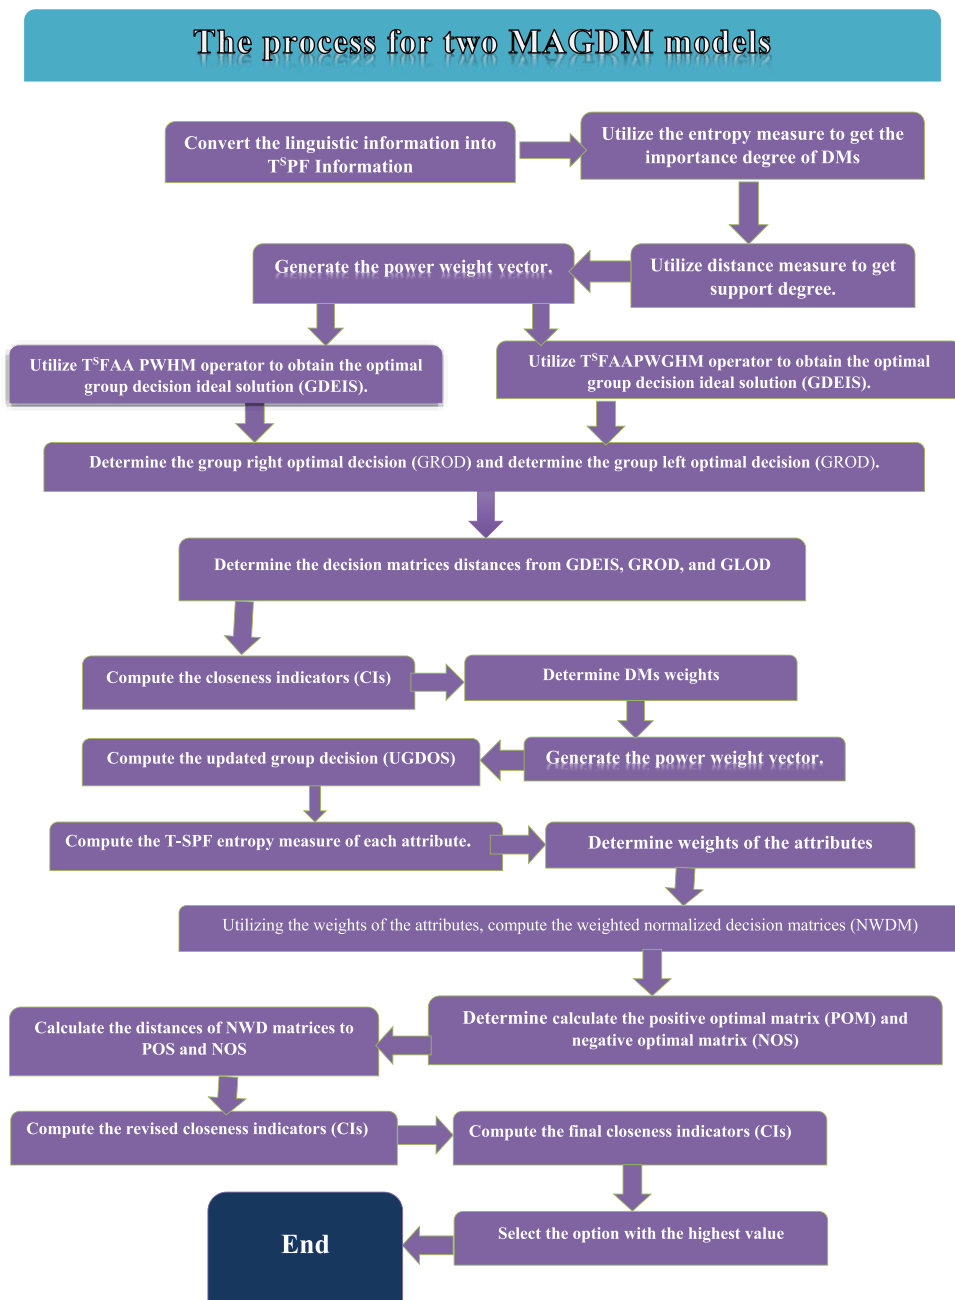 The process for two MAGDM models
Convert the linguistic information into
TˢPF Information
Utilize the entropy measure to get the
importance degree of DMs
Utilize distance measure to get
support degree.
Generate the power weight vector.
Utilize TˢFAA PWHM operator to obtain the optimal
group decision ideal solution (GDEIS).
Utilize TˢFAAPWGHM operator to obtain the optimal
group decision ideal solution (GDEIS).
Determine the group right optimal decision (GROD) and determine the group left optimal decision (GROD).
Determine the decision matrices distances from GDEIS, GROD, and GLOD
Compute the closeness indicators (CIs)
Determine DMs weights
Generate the power weight vector.
Compute the updated group decision (UGDOS)
Compute the T-SPF entropy measure of each attribute.
Determine weights of the attributes
Utilizing the weights of the attributes, compute the weighted normalized decision matrices (NWDM)
Determine calculate the positive optimal matrix (POM) and
negative optimal matrix (NOS)
Calculate the distances of NWD matrices to
POS and NOS
Compute the revised closeness indicators (CIs)
Compute the final closeness indicators (CIs)
Select the option with the highest value
End